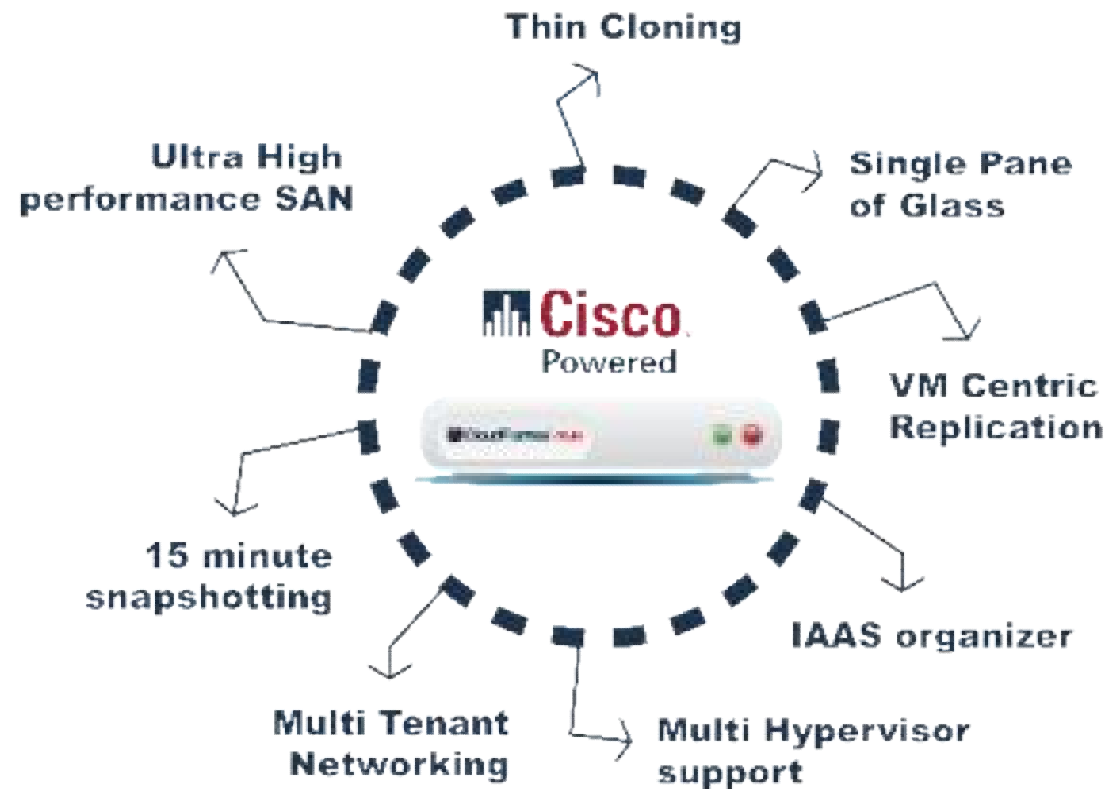 Thin Cloning
Ultra High
performance SAN
Single Pane
of Glass
Cisco
Powered
VM Centric
Replication
15 minute
snapshotting
IAAS organizer
Multi Tenant
Networking
Multi Hypervisor
support